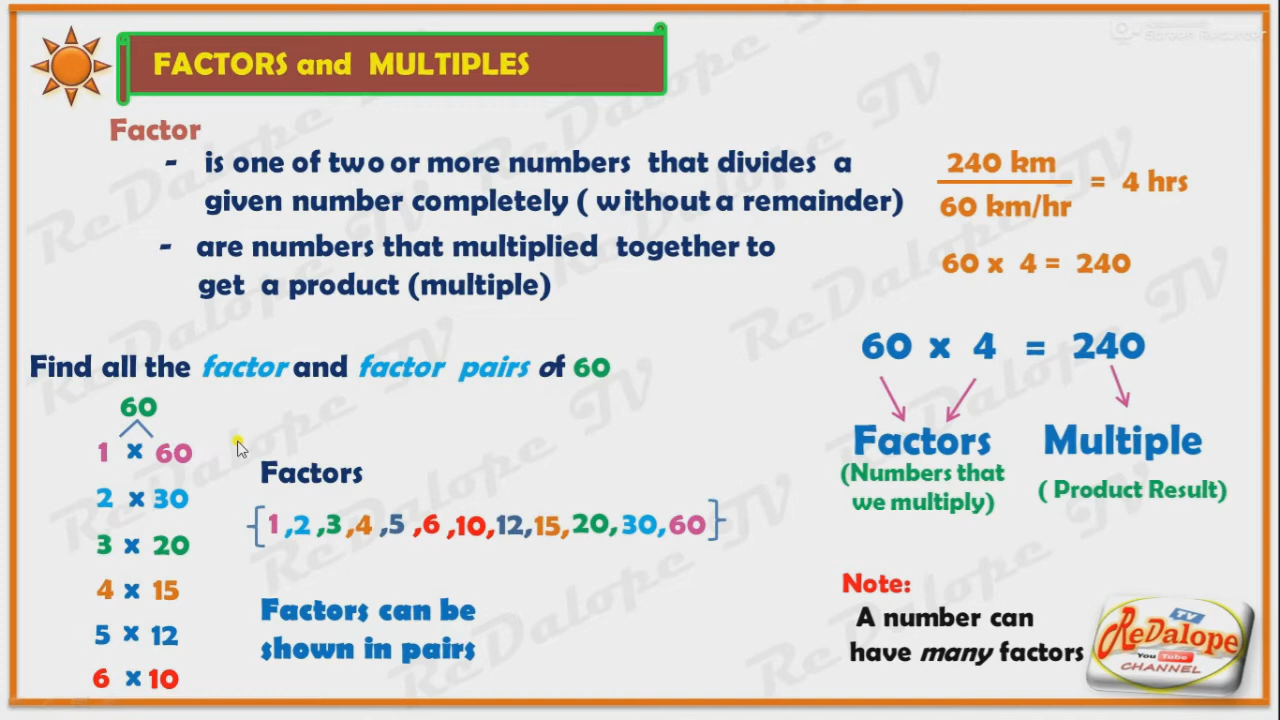 FACTORS and MULTIPLES
Factor
- is one of two or more numbers that divides a
given number completely ( without a remainder)
- are numbers that multiplied together to
get a product (multiple)
240 km
60 km/hr
= 4 hrs
60 x 4 = 240
Find all the factor and factor pairs of 60
60
1 x 60
2 x 30
3 x 20
4 x 15
5 x 12
6 x 10
Factors
{1 ,2 ,3 ,4 ,5 ,6 ,10, 12, 15, 20, 30, 60}
Factors can be
shown in pairs
60 x 4 = 240
Factors
(Numbers that
we multiply)
Multiple
( Product Result)
Note:
A number can
have many factors
TV
ReDalope
You Tube
CHANNEL
ReDalope TV
Screen Recorder